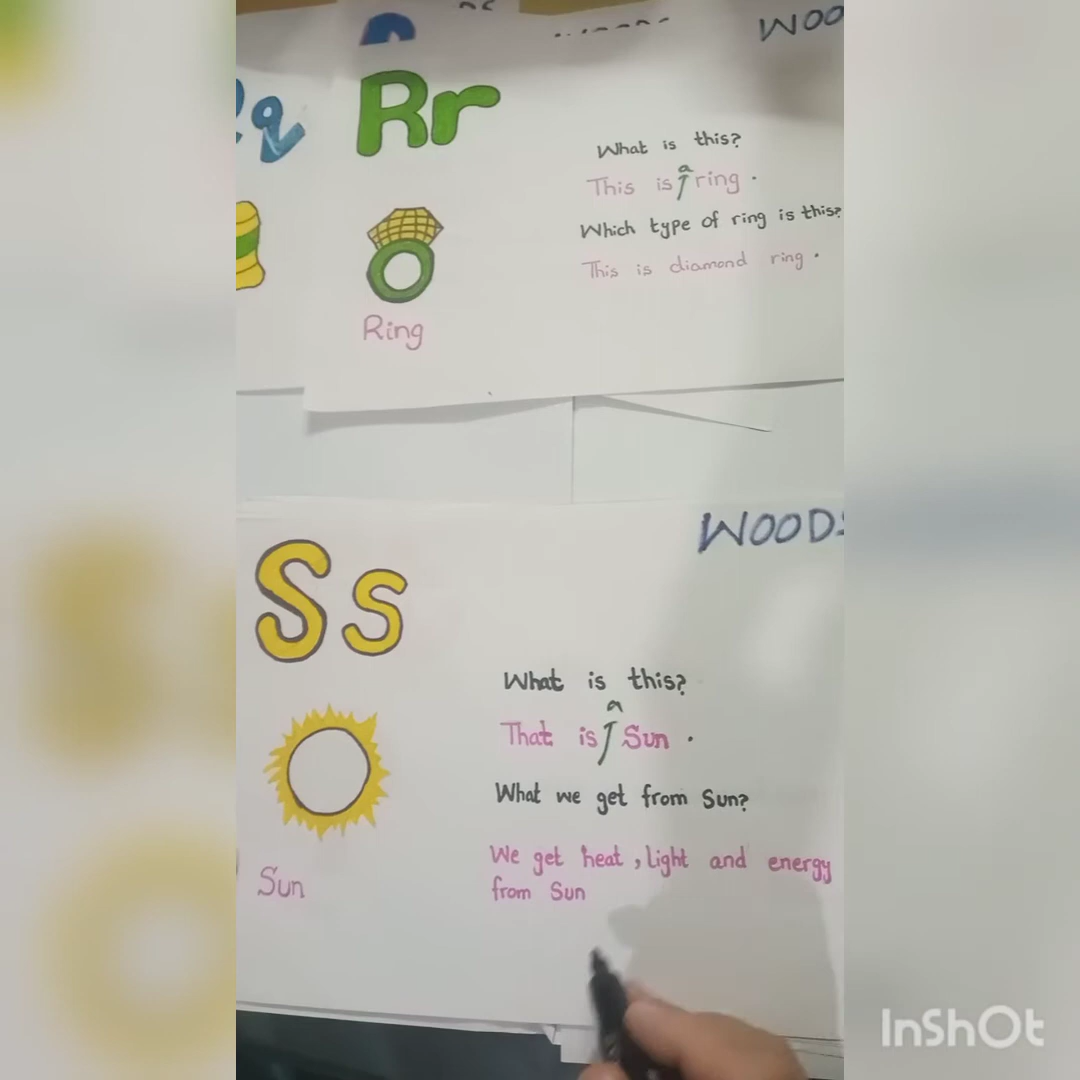 WOO
q Rr
What is this?
a
This is ring.
Which type of ring is this?
This is diamond ring.
Ring
WOODS
Ss
What is this?
a
That is Sun.
What we get from Sun?
We get heat, light and energy
from Sun
Sun
InShOt